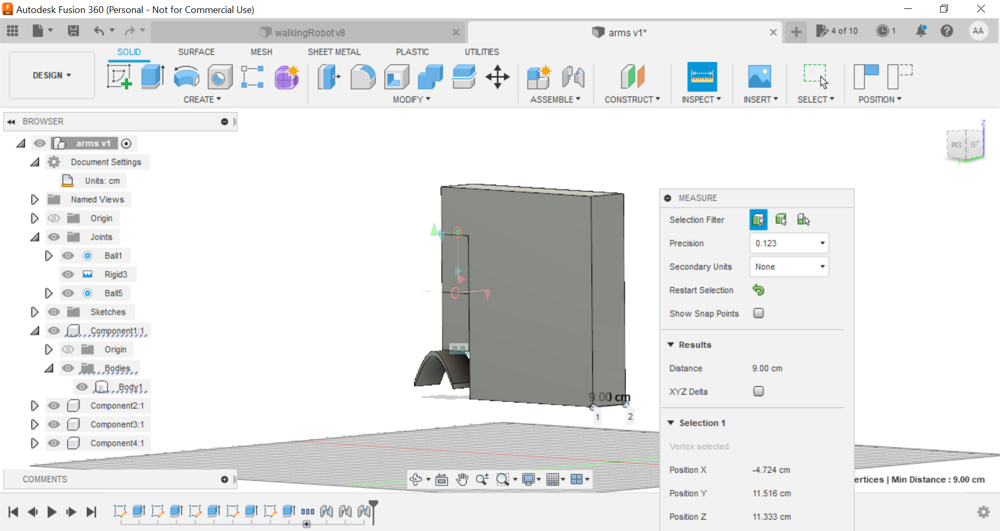 Autodesk Fusion 360 (Personal - Not for Commercial Use)
walkingRobot v8
arms v1*
4 of 10
1
AA
DESIGN
SOLID
SURFACE
MESH
SHEET METAL
PLASTIC
UTILITIES
CREATE
MODIFY
ASSEMBLE
CONSTRUCT
INSPECT
INSERT
SELECT
POSITION
BROWSER
arms v1
Document Settings
Units: cm
Named Views
Origin
Joints
Ball1
Rigid3
Ball5
Sketches
Component1:1
Origin
Bodies
Body1
Component2:1
Component3:1
Component4:1
COMMENTS
Z
BACK
LEFT
9.00 cm
1
2
MEASURE
Selection Filter
Precision
0.123
Secondary Units
None
Restart Selection
Show Snap Points
Results
Distance
9.00 cm
XYZ Delta
Selection 1
Vertex selected
Position X
-4.724 cm
Position Y
11.516 cm
Position Z
11.333 cm
ertices | Min Distance : 9.00 cm